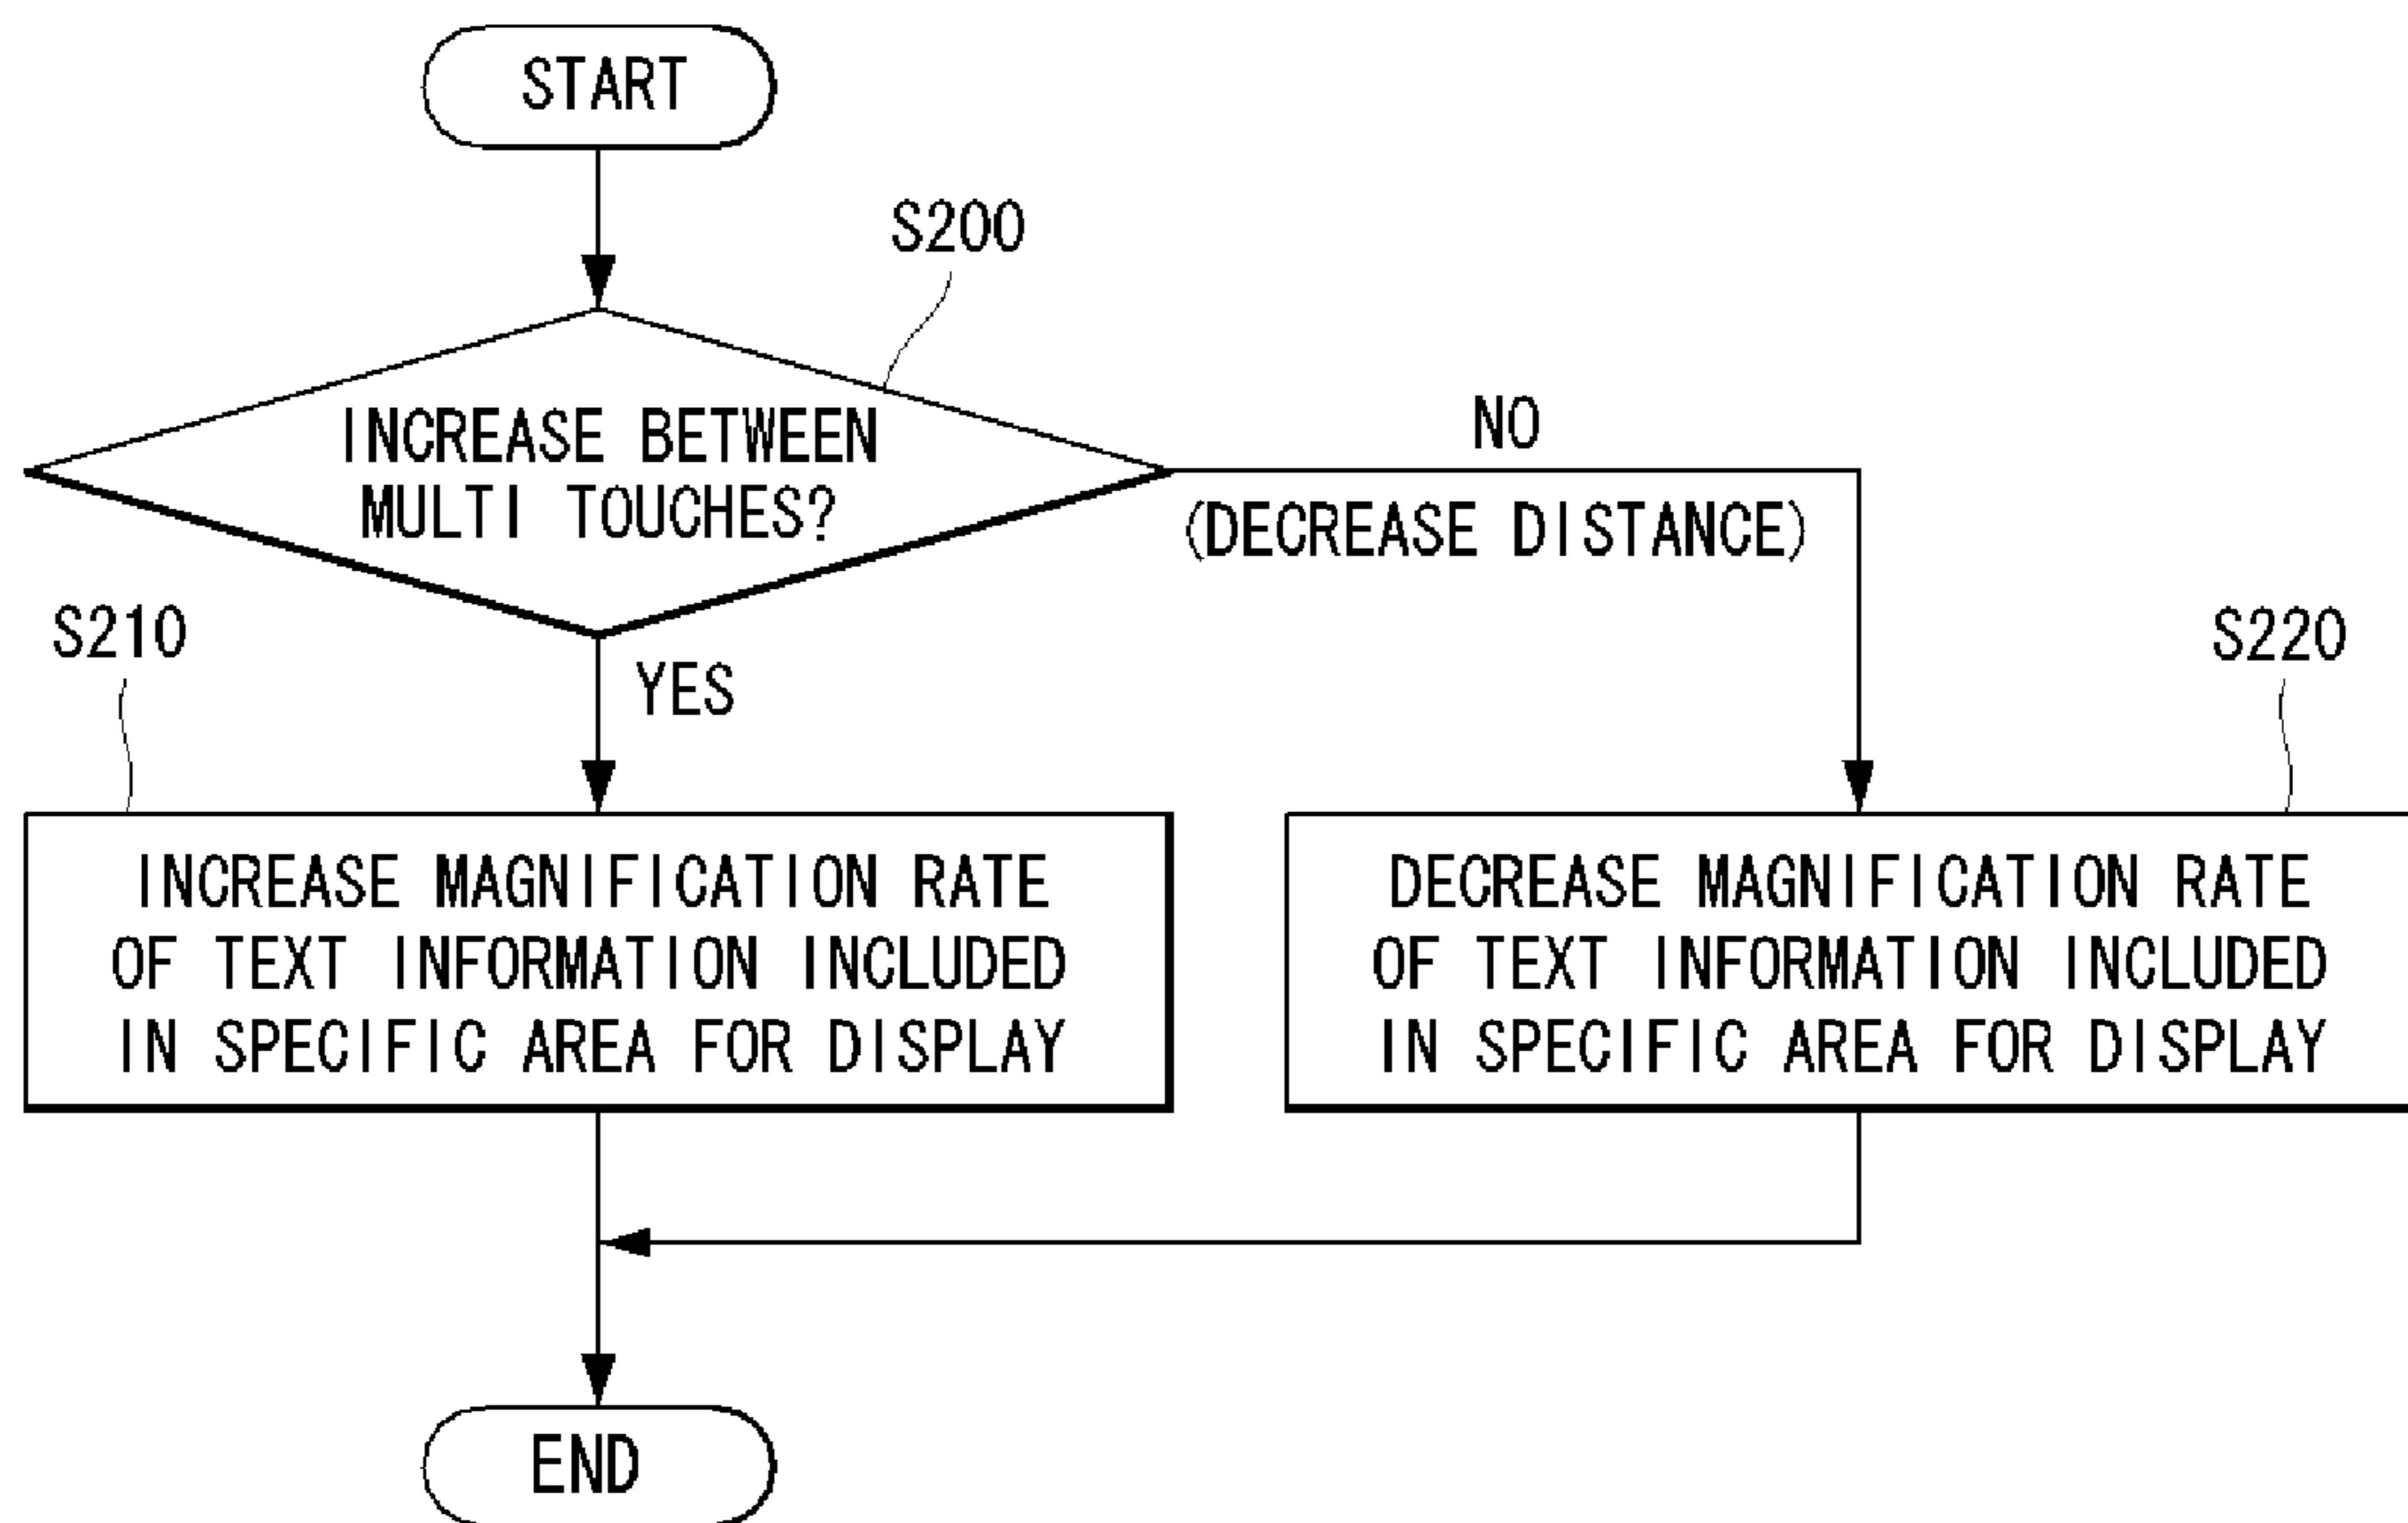 START
S200
INCREASE BETWEEN
MULTI TOUCHES?
NO
(DECREASE DISTANCE)
S210
YES
S220
INCREASE MAGNIFICATION RATE
OF TEXT INFORMATION INCLUDED
IN SPECIFIC AREA FOR DISPLAY
DECREASE MAGNIFICATION RATE
OF TEXT INFORMATION INCLUDED
IN SPECIFIC AREA FOR DISPLAY
END